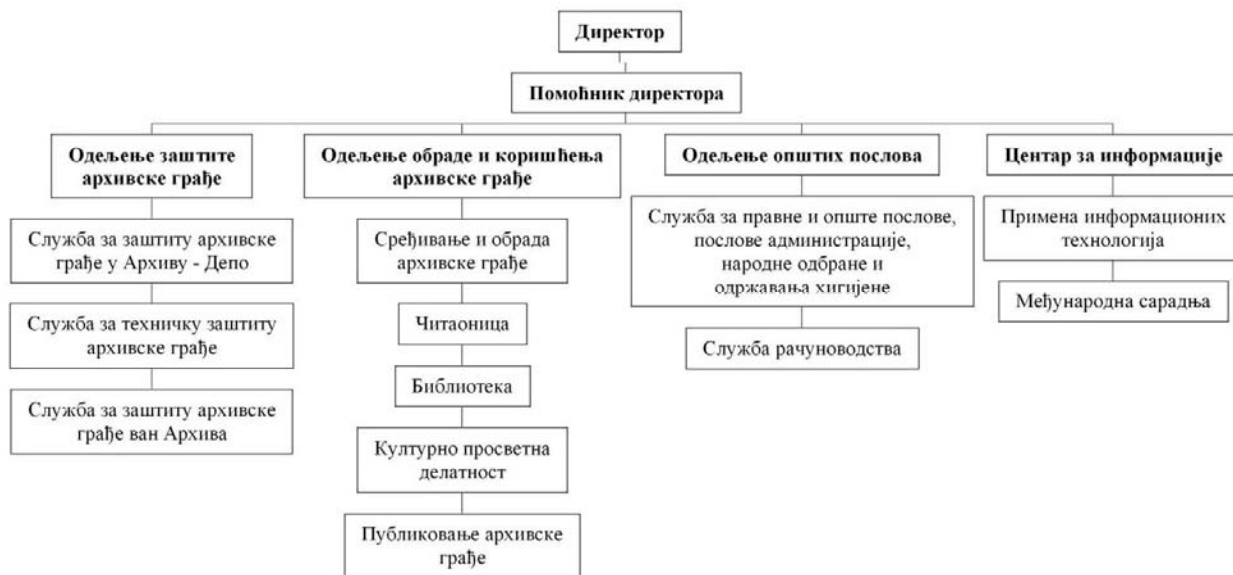 Директор
Помоћник директора
Одељење заштите
архивске грађе
Служба за заштиту архивске
грађе у Архиву - Депо
Служба за техничку заштиту
архивске грађе
Служба за заштиту архивске
грађе ван Архива
Одељење обраде и коришћења
архивске грађе
Сређивање и обрада
архивске грађе
Читаоница
Библиотека
Културно просветна
делатност
Публиковање архивске
грађе
Одељење општих послова
Служба за правне и опште послове,
послове администрације,
народне одбране и
одржавања хигијене
Служба рачуноводства
Центар за информације
Примена информационих
технологија
Међународна сарадња